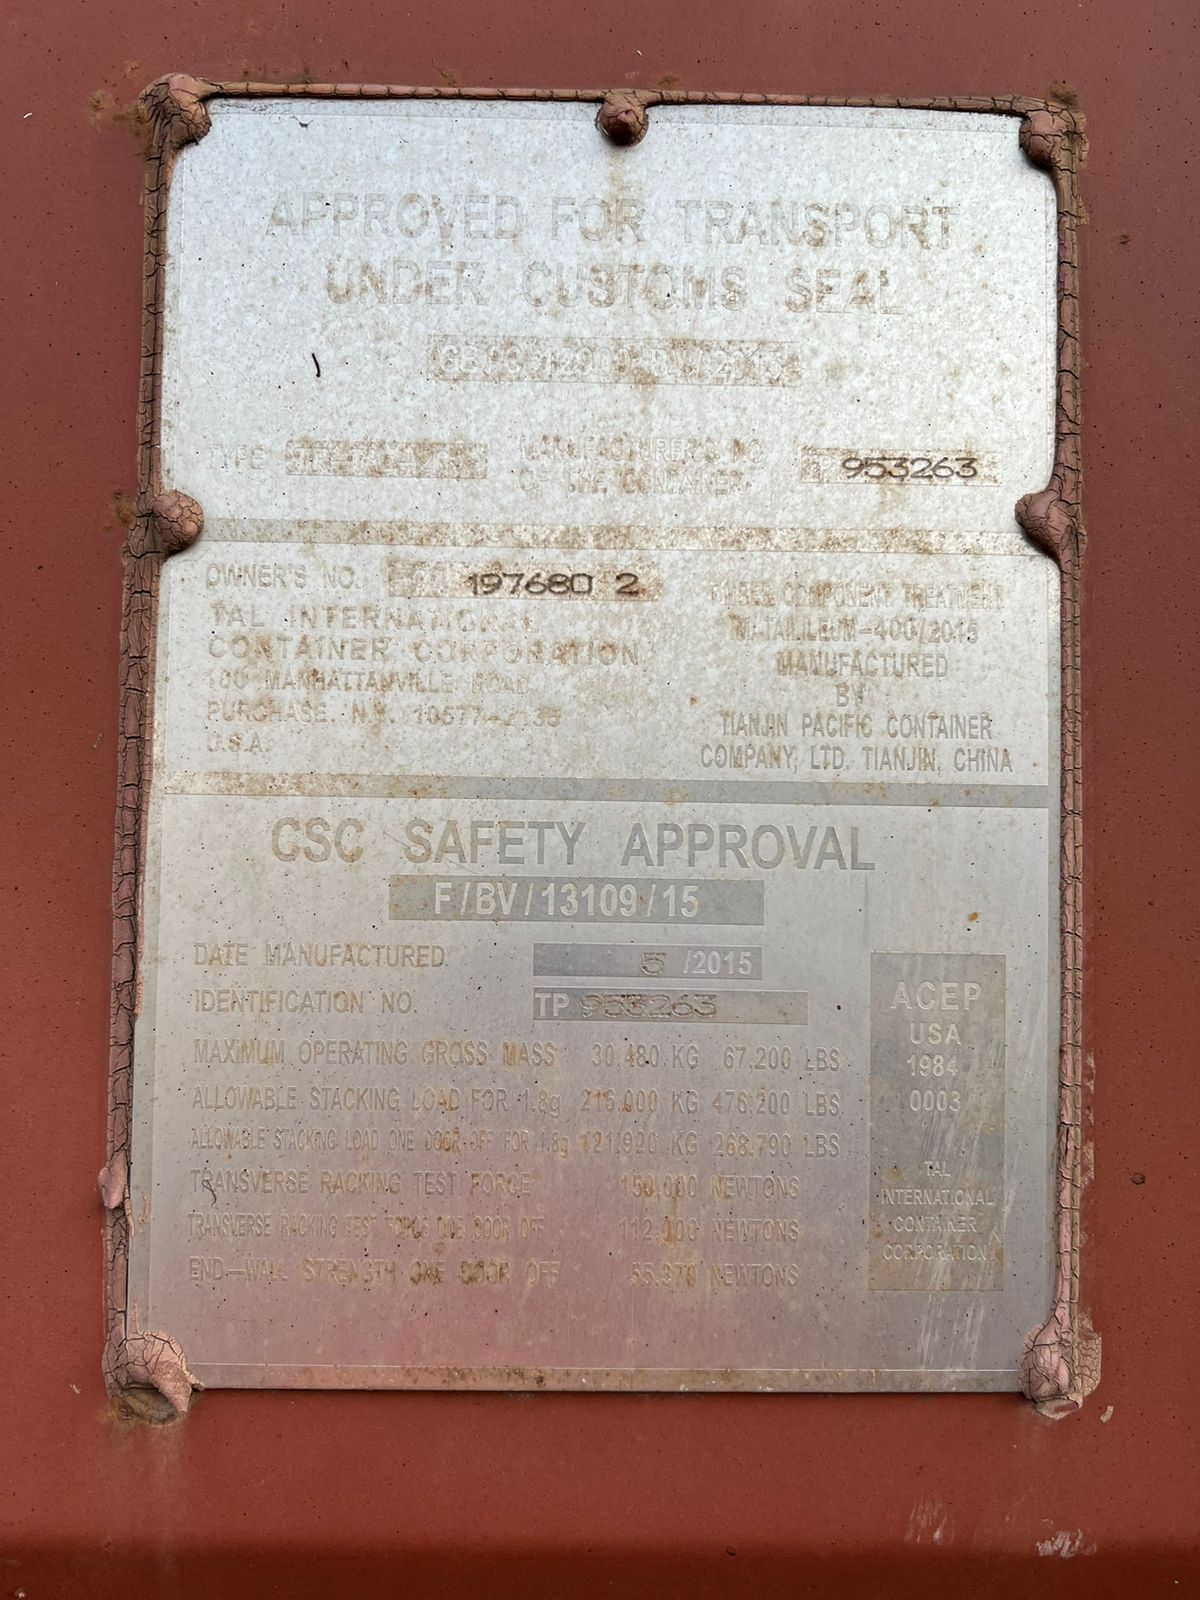 APPROVED FOR TRANSPORT
UNDER CUSTOMS SEAL
TYPE
MANUFACTURER'S NO.
OF THE CONTAINER
953263
OWNER'S NO.
197680 2
TAL INTERNATIONAL
CONTAINER CORPORATION
100 MANHATTANVILLE ROAD
PURCHASE, N.Y. 10577-2135
U.S.A.
TIMBER COMPONENT TREATMENT
-400/2015
MANUFACTURED
BY
TIANJIN PACIFIC CONTAINER
COMPANY, LTD. TIANJIN, CHINA
CSC SAFETY APPROVAL
F/BV/13109/15
DATE MANUFACTURED 5 /2015
IDENTIFICATION NO. TP 953263
MAXIMUM OPERATING GROSS MASS 30,480 KG 67,200 LBS
ALLOWABLE STACKING LOAD FOR 1.8g 216,000 KG 476,200 LBS
ALLOWABLE STACKING LOAD ONE DOOR OFF FOR 1.8g 121,920 KG 268,790 LBS
TRANSVERSE RACKING TEST FORCE 150,000 NEWTONS
TRANSVERSE RACKING TEST FORCE ONE DOOR OFF 112,000 NEWTONS
END-WALL STRENGTH ONE DOOR OFF NEWTONS
ACEP
USA
1984
0003
TAL
INTERNATIONAL
CONTAINER
CORPORATION